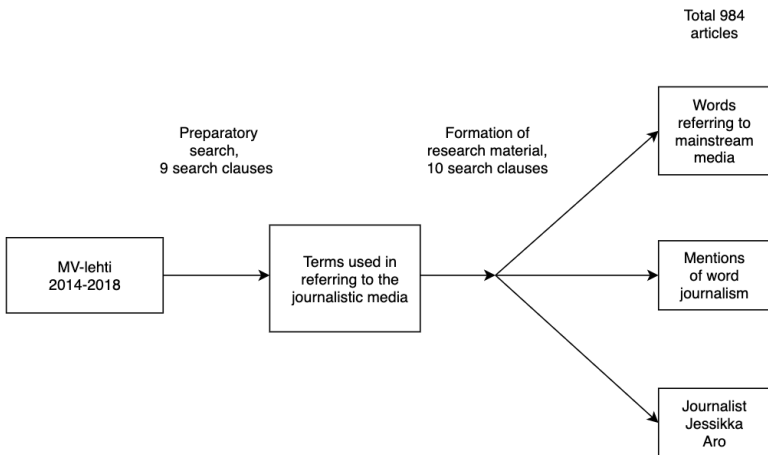 Total 984
articles
Words
referring to
mainstream
media
Preparatory
search,
9 search clauses
Formation of
research material,
10 search clauses
MV-lehti
2014-2018
Terms used in
referring to the
journalistic media
Mentions
of word
journalism
Journalist
Jessikka
Aro